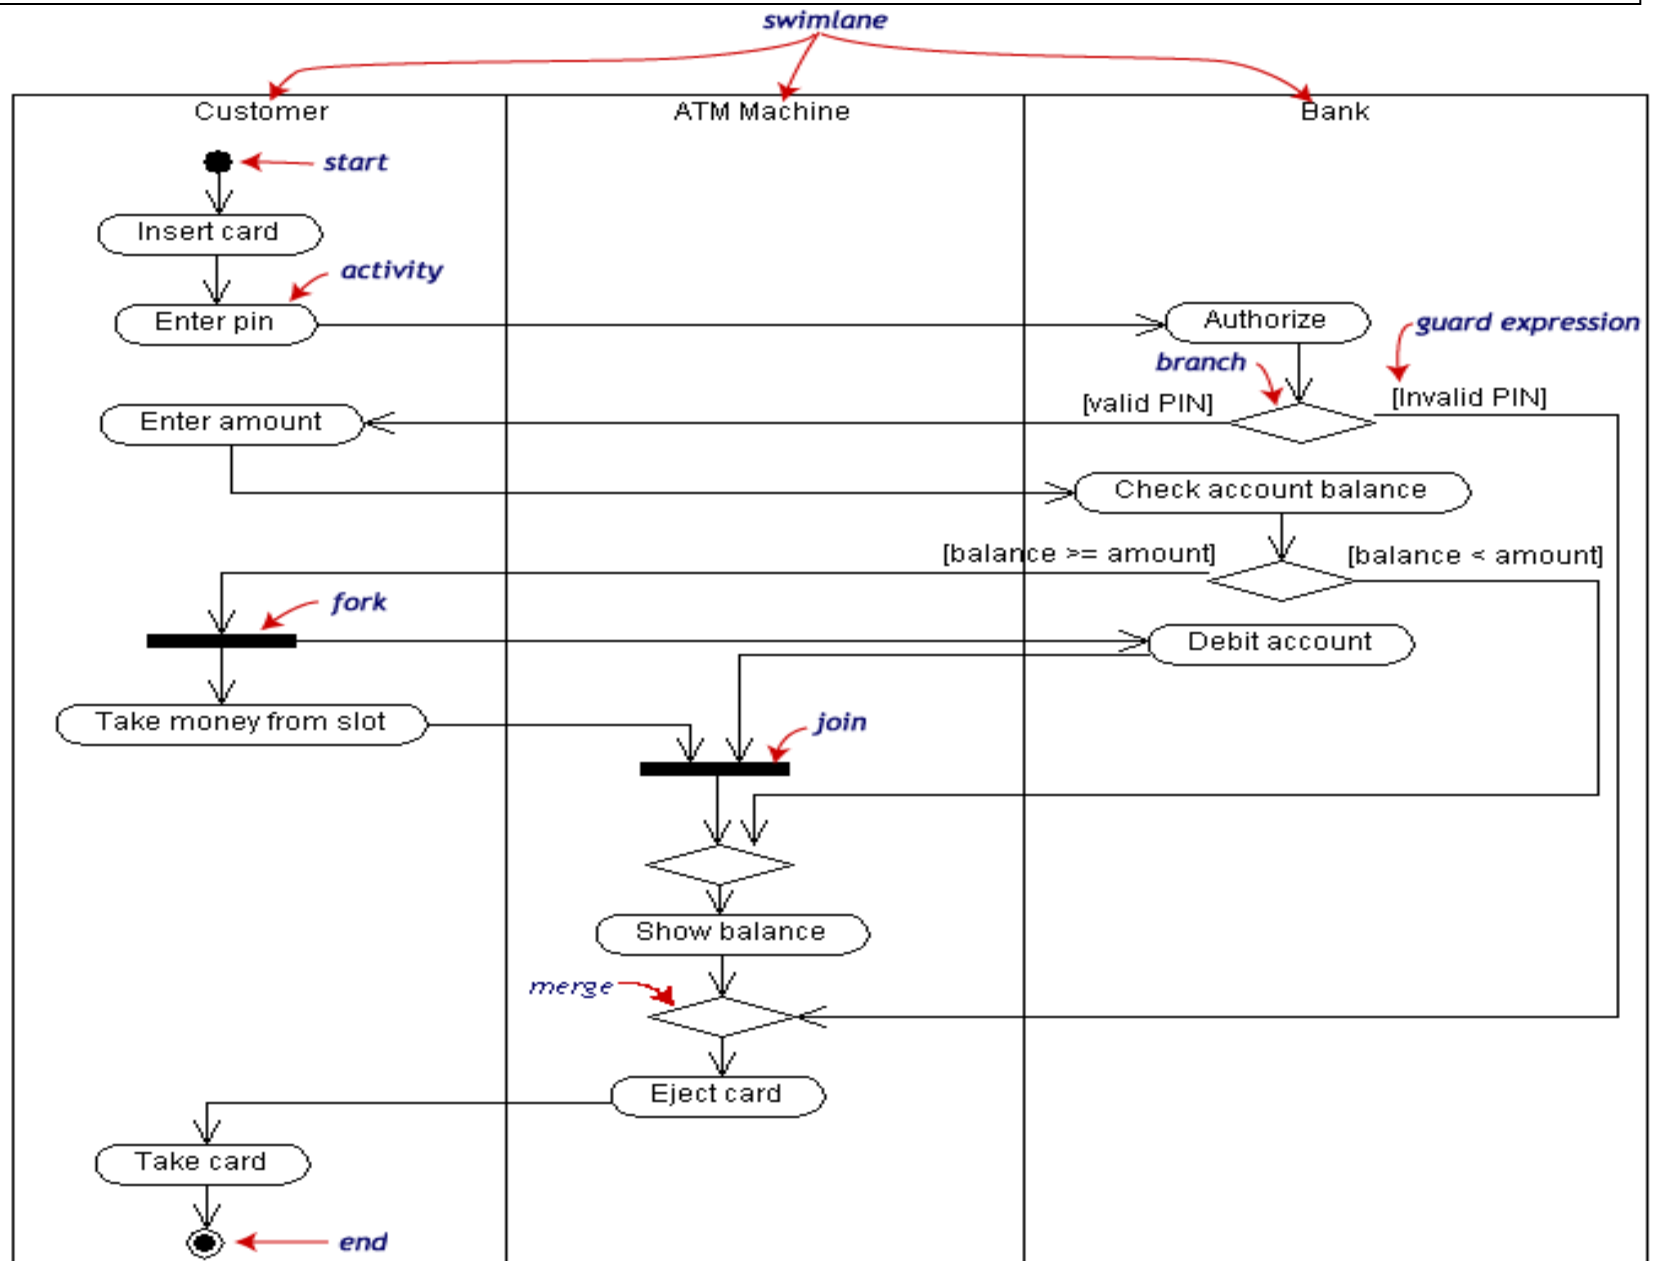 swimlane
Customer
ATM Machine
Bank
start
Insert card
activity
Enter pin
Authorize
guard expression
branch
[valid PIN]
[Invalid PIN]
Enter amount
Check account balance
[balance >= amount]
[balance < amount]
fork
Debit account
Take money from slot
join
Show balance
merge
Eject card
Take card
end